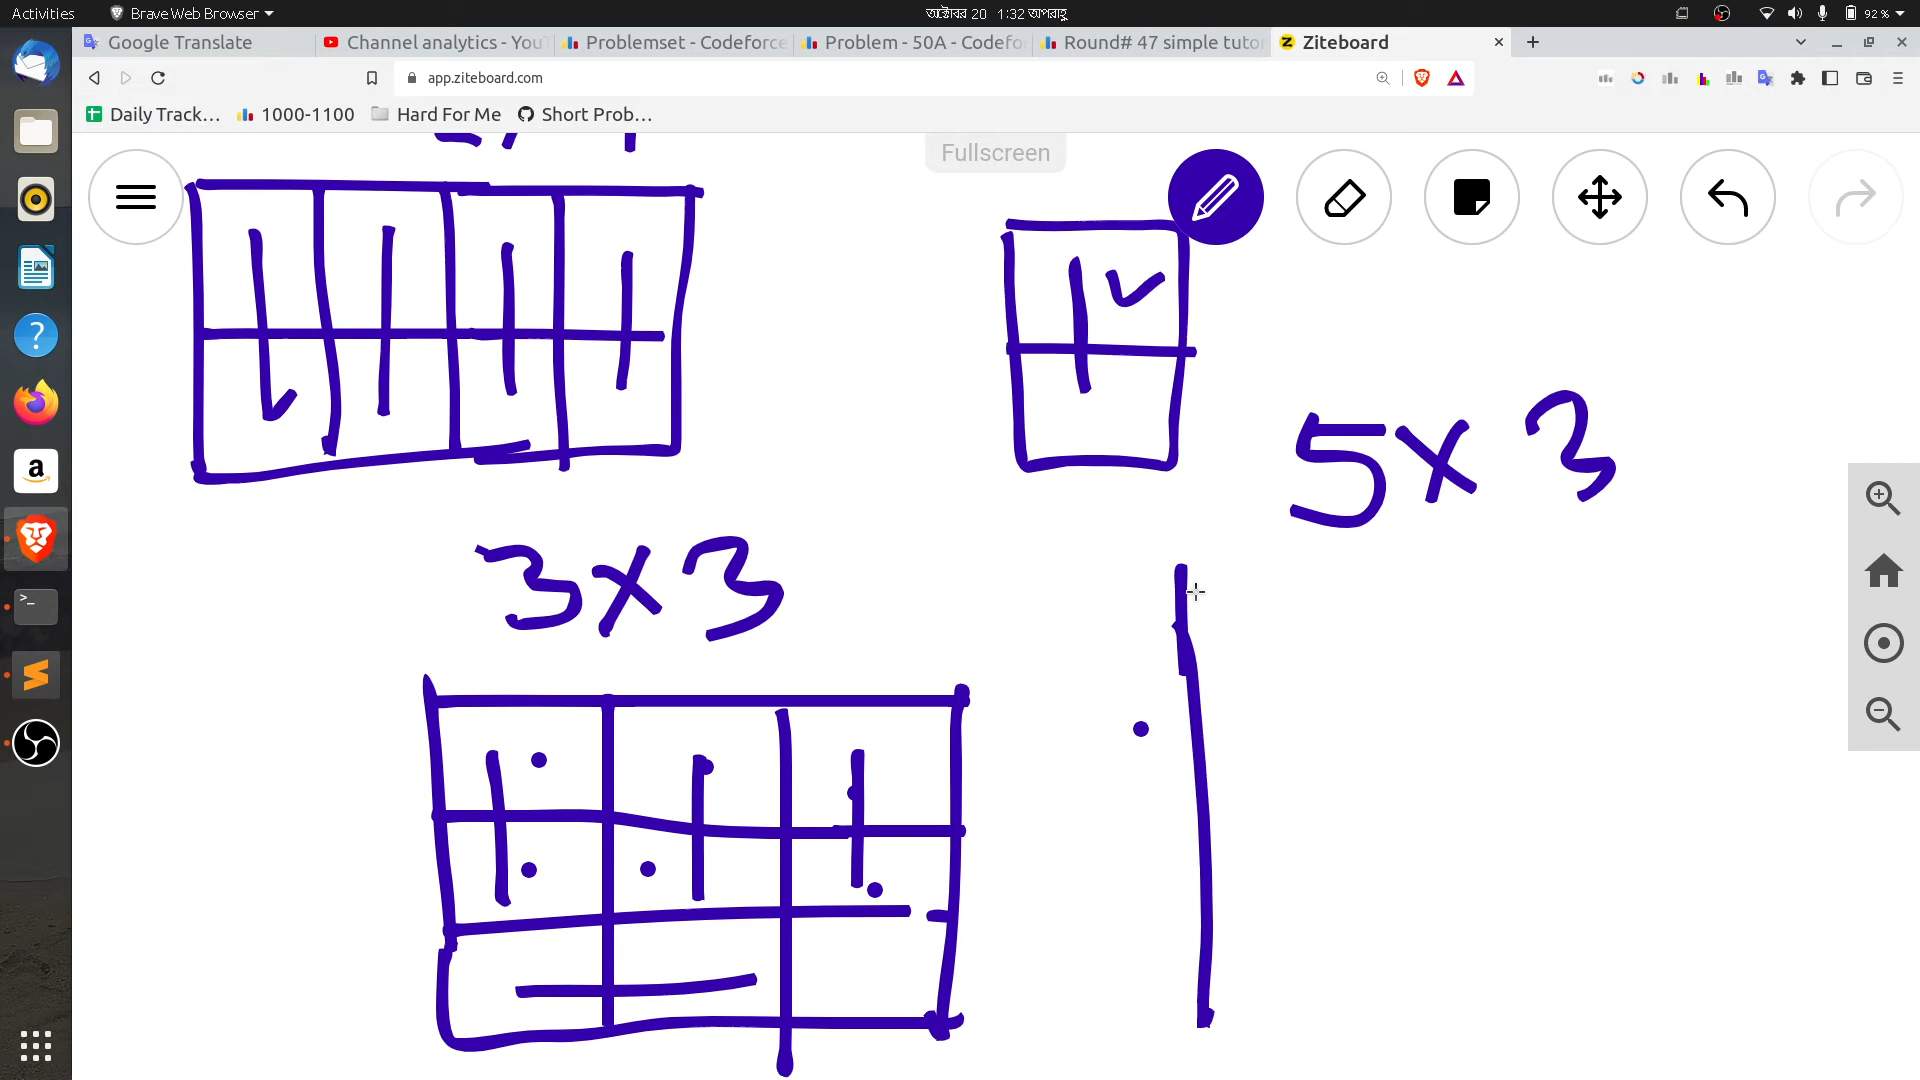 Activities Brave Web Browser অক্টোবর 20 1:32 অপরাহ্ণ 92 %
Google Translate Channel analytics - YouT Problemset - Codeforce Problem - 50A - Codefo Round# 47 simple tutor Ziteboard
app.ziteboard.com
Daily Track... 1000-1100 Hard For Me Short Prob...
Fullscreen
5x3
3x3